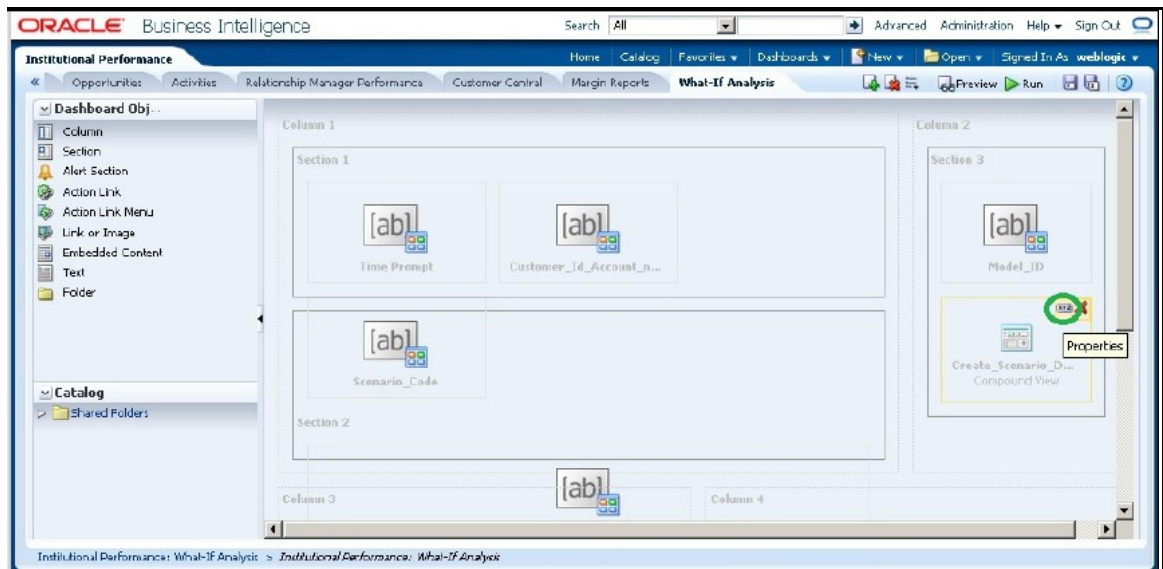 ORACLE Business Intelligence Search All Advanced Administration Help Sign Out
Institutional Performance Home Catalog Favorites Dashboards New Open Signed In As weblogic
« Opportunities Activities Relationship Manager Performance Customer Central Margin Reports What-If Analysis Preview Run
Dashboard Obj...
Column
Section
Alert Section
Action Link
Action Link Menu
Link or Image
Embedded Content
Text
Folder
Catalog
Shared Folders
Column 1
Section 1
[ab]
Time Prompt
[ab]
Customer_Id_Account_n...
[ab]
Scenario_Code
Section 2
Column 2
Section 3
[ab]
Model_ID
Properties
Create_Scenario_D...
Compound View
Column 3
[ab]
Column 4
Institutional Performance: What-If Analysis > Institutional Performance: What-If Analysis